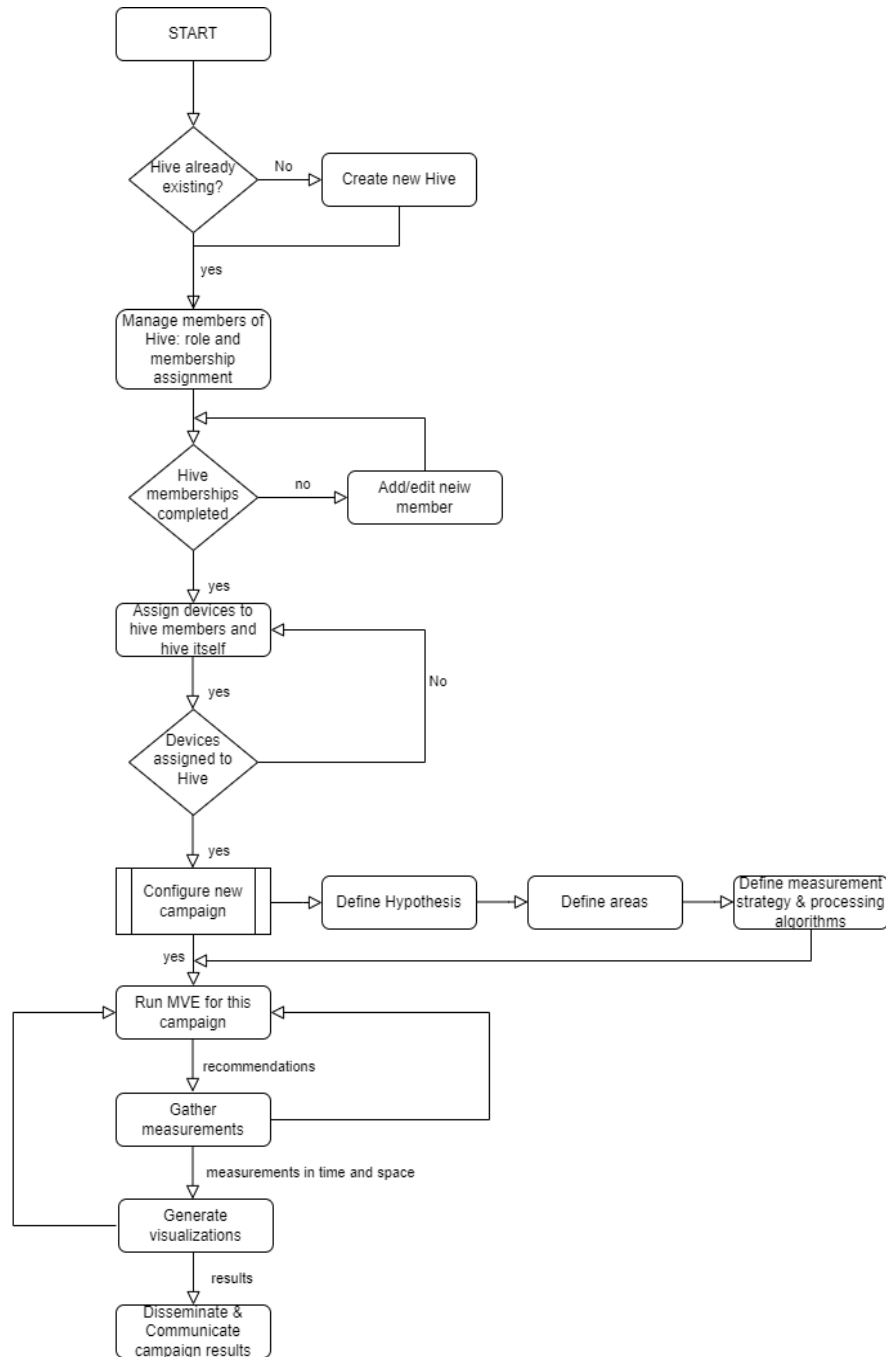 START
Hive already
existing?
No
Create new Hive
yes
Manage members of
Hive: role and
membership
assignment
Hive
memberships
completed
no
Add/edit neiw
member
yes
Assign devices to
hive members and
hive itself
No
yes
Devices
assigned to
Hive
yes
Configure new
campaign
Define Hypothesis
Define areas
Define measurement
strategy & processing
algorithms
yes
Run MVE for this
campaign
recommendations
Gather
measurements
measurements in time and space
Generate
visualizations
results
Disseminate &
Communicate
campaign results